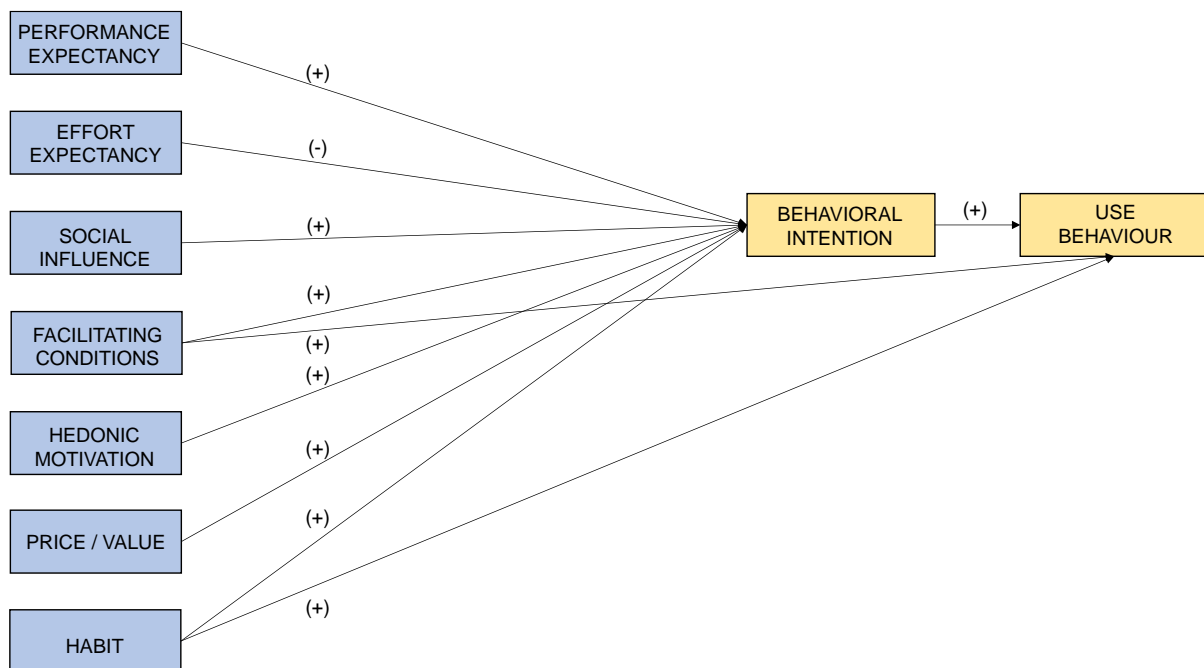 PERFORMANCE
EXPECTANCY
(+)
EFFORT
EXPECTANCY
(-)
SOCIAL
INFLUENCE
(+)
BEHAVIORAL
INTENTION
(+)
USE
BEHAVIOUR
FACILITATING
CONDITIONS
(+)
(+)
HEDONIC
MOTIVATION
(+)
PRICE / VALUE
(+)
HABIT
(+)
(+)